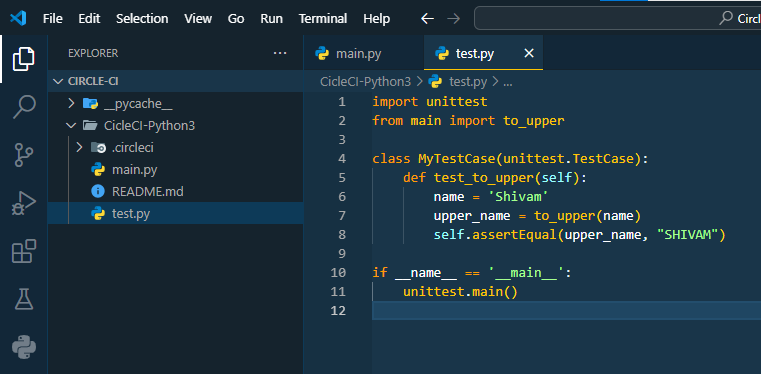 File Edit Selection View Go Run Terminal Help ← → Circl
EXPLORER ...
CIRCLE-CI
__pycache__
CicleCI-Python3
.circleci
main.py
README.md
test.py
main.py test.py ×
CicleCI-Python3 > test.py > ...
1 import unittest
2 from main import to_upper
3
4 class MyTestCase(unittest.TestCase):
5 def test_to_upper(self):
6 name = 'Shivam'
7 upper_name = to_upper(name)
8 self.assertEqual(upper_name, "SHIVAM")
9
10 if __name__ == '__main__':
11 unittest.main()
12